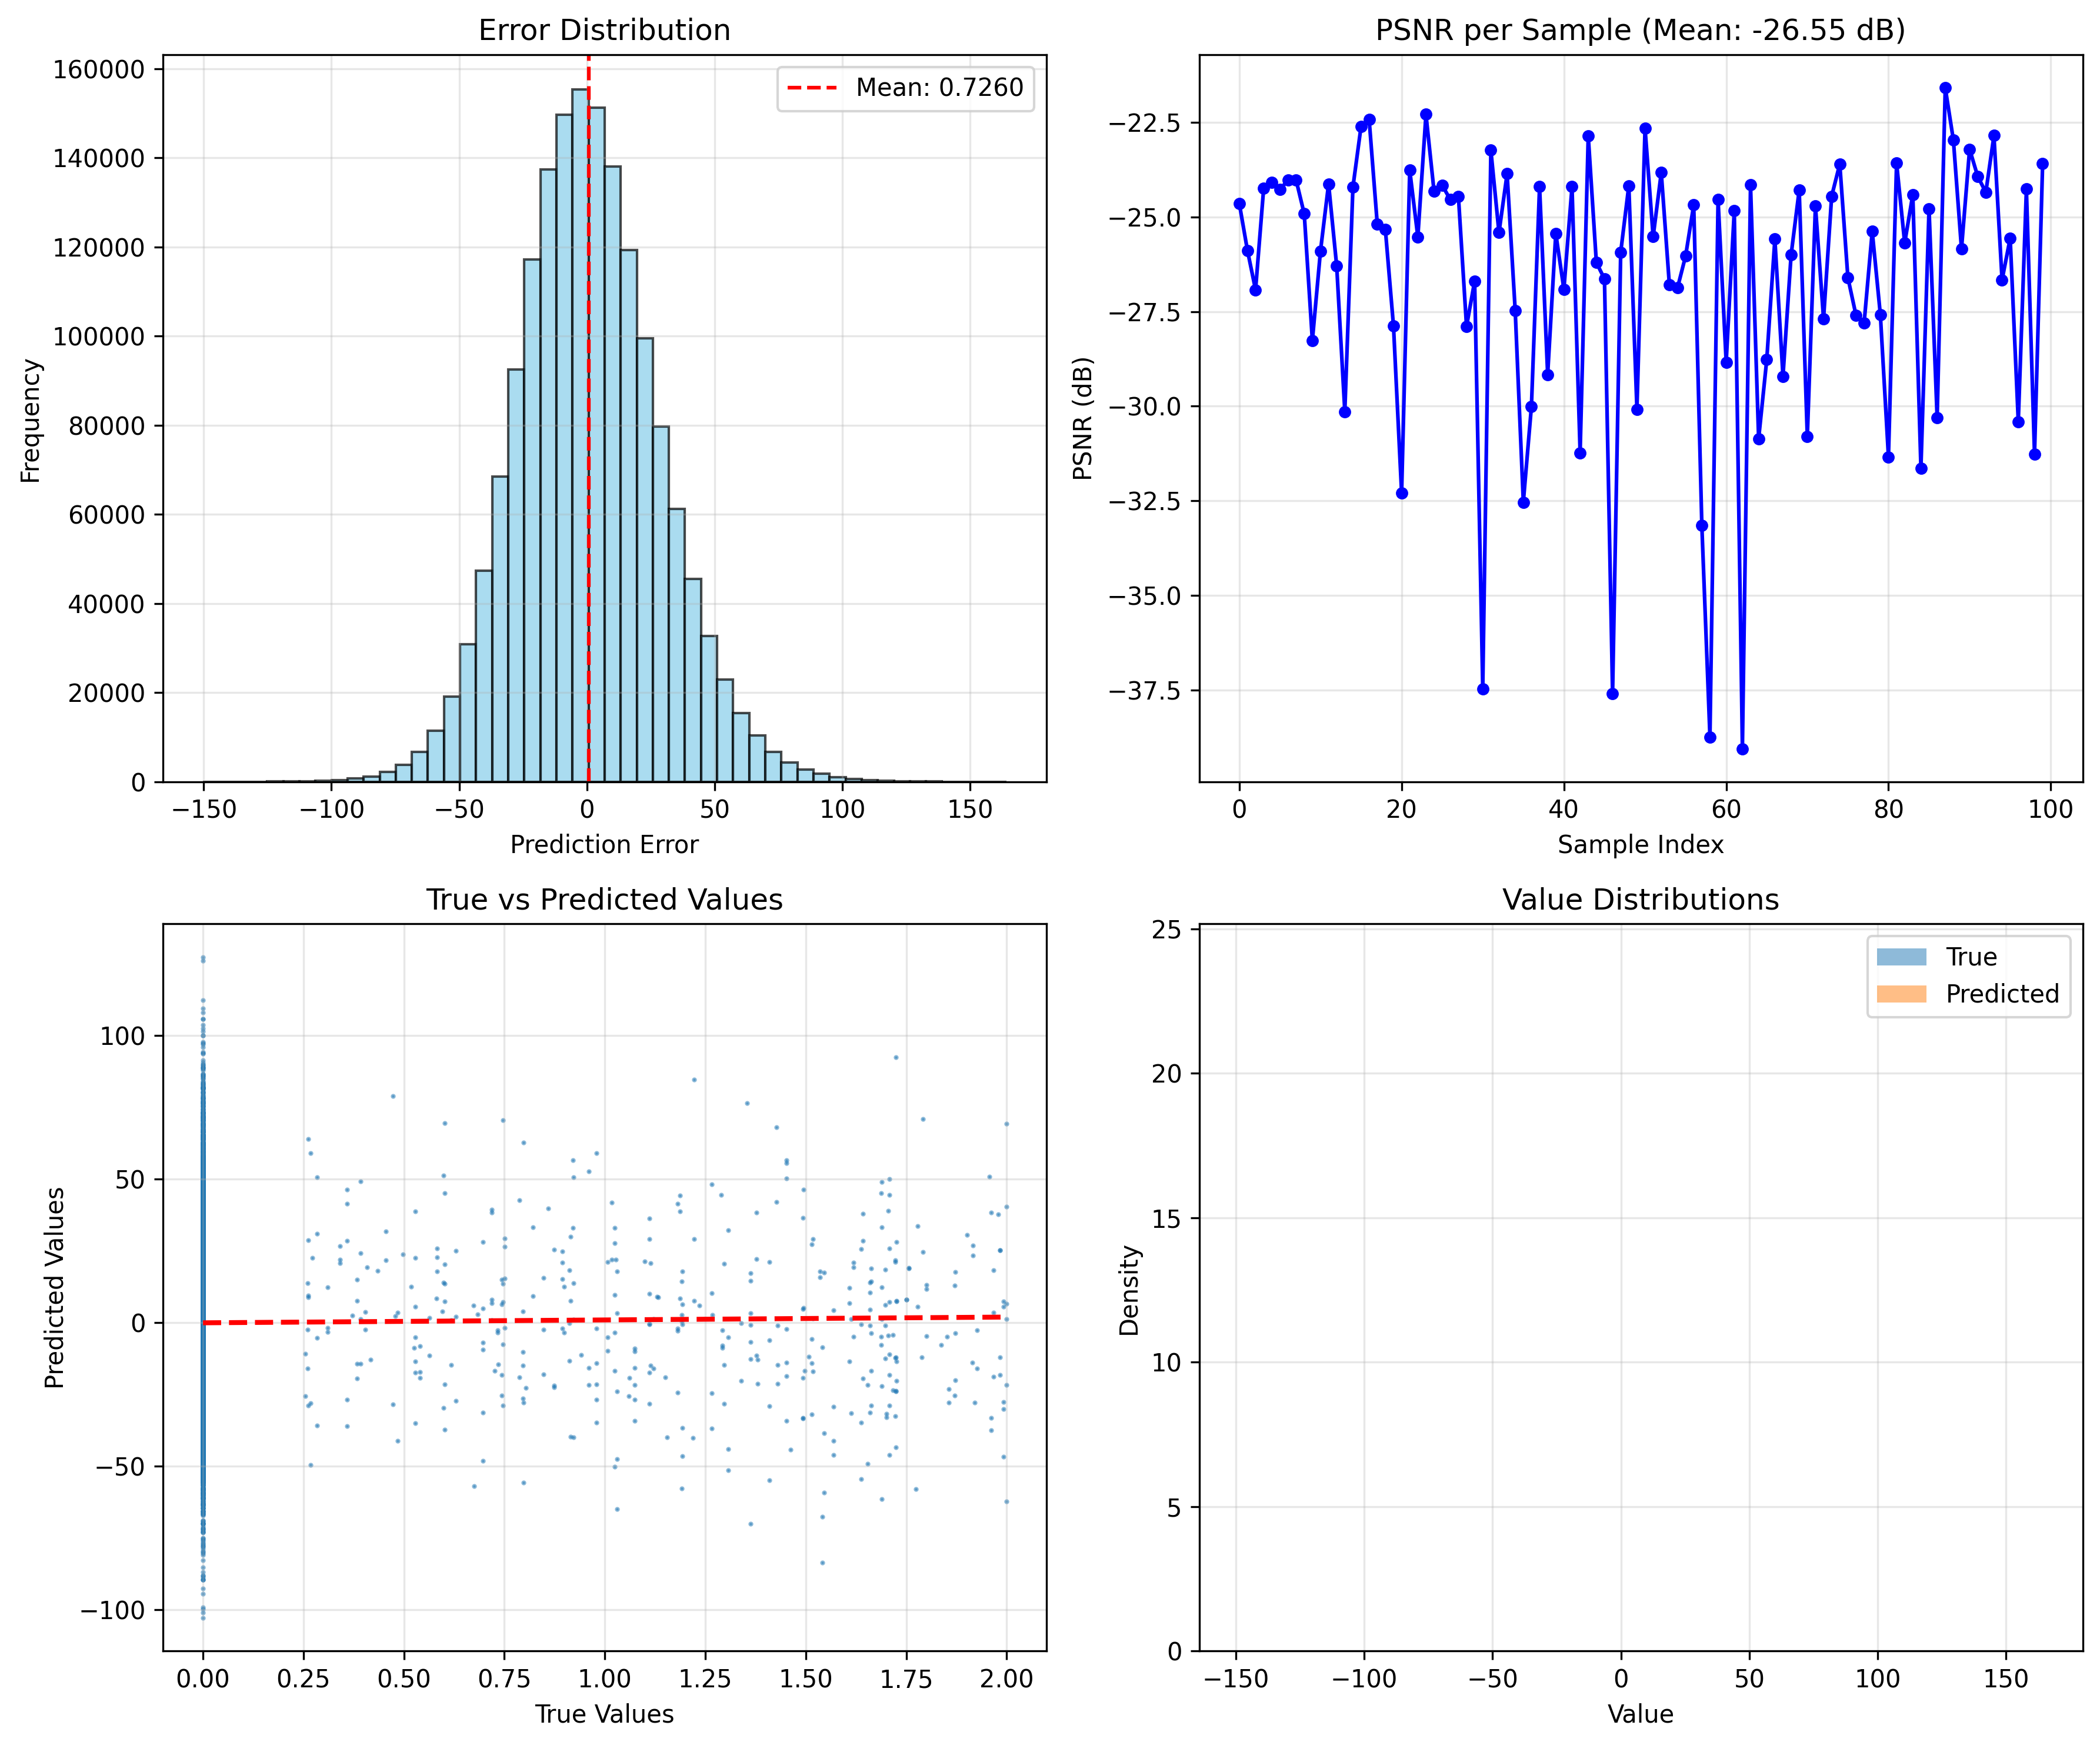 Error Distribution
160000
140000
120000
100000
80000
60000
40000
20000
0
Frequency
Mean: 0.7260
−150 −100 −50 0 50 100 150
Prediction Error
PSNR per Sample (Mean: -26.55 dB)
−22.5
−25.0
−27.5
−30.0
−32.5
−35.0
−37.5
PSNR (dB)
0 20 40 60 80 100
Sample Index
True vs Predicted Values
100
50
0
−50
−100
Predicted Values
0.00 0.25 0.50 0.75 1.00 1.25 1.50 1.75 2.00
True Values
Value Distributions
25
20
15
10
5
0
Density
True
Predicted
−150 −100 −50 0 50 100 150
Value